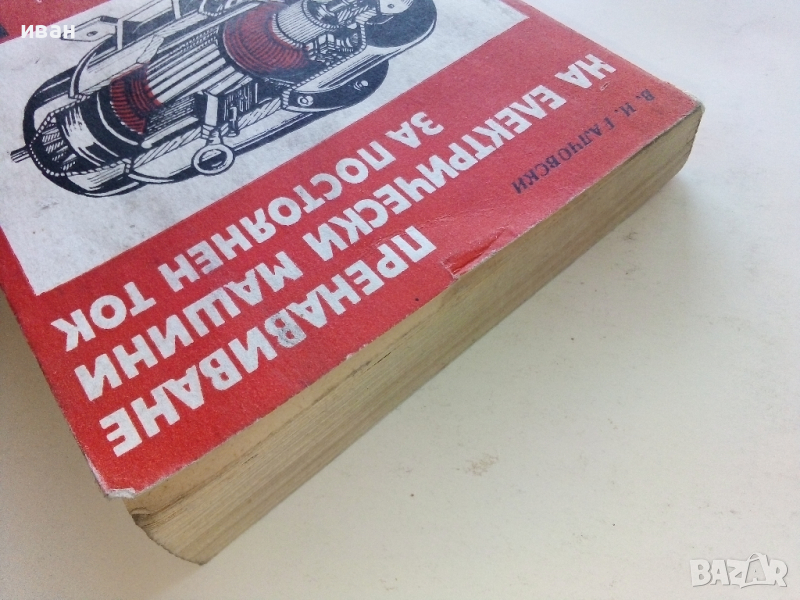 В. И. ГАЛЧОВСКИ
ПРЕНАВИВАНЕ
НА ЕЛЕКТРИЧЕСКИ МАШИНИ
ЗА ПОСТОЯНЕН ТОК
иван
BAZAR